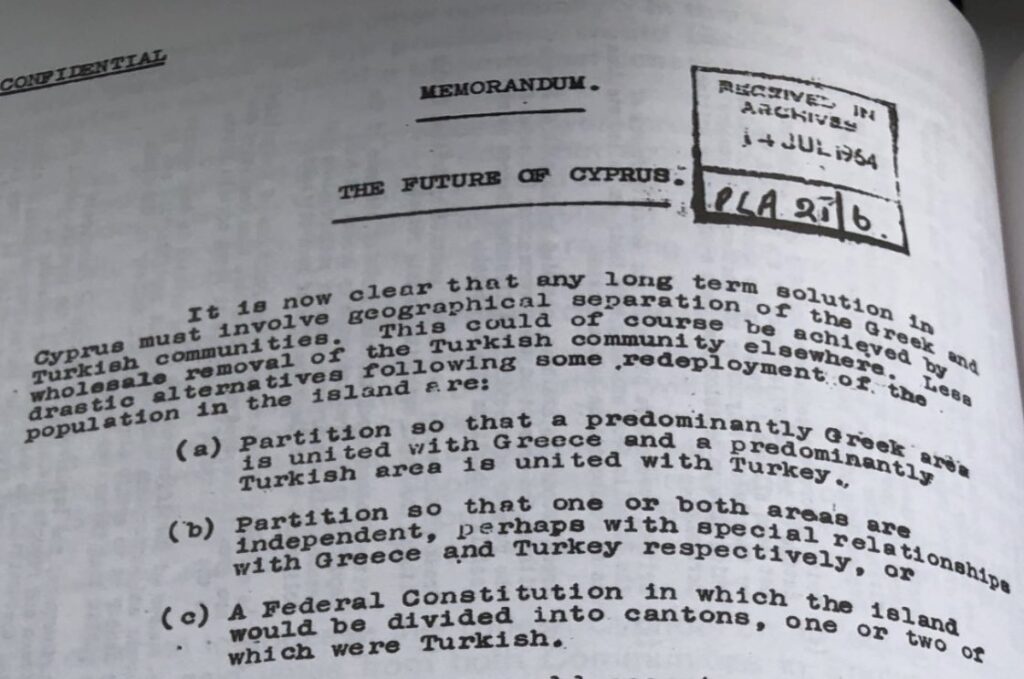 CONFIDENTIAL
MEMORANDUM.
RECEIVED IN
ARCHIVES
14 JUL 1964
PLA 21/6.
THE FUTURE OF CYPRUS.
It is now clear that any long term solution in
Cyprus must involve geographical separation of the Greek and
Turkish communities. This could of course be achieved by
wholesale removal of the Turkish community elsewhere. Less
drastic alternatives following some redeployment of the
population in the island are:
(a) Partition so that a predominantly Greek area
is united with Greece and a predominantly
Turkish area is united with Turkey.,
(b) Partition so that one or both areas are
independent, perhaps with special relationships
with Greece and Turkey respectively, or
(c) A Federal Constitution in which the island
would be divided into cantons, one or two of
which were Turkish.